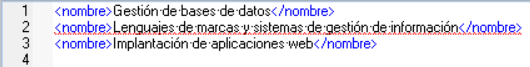 1 <nombre>Gestión de bases de datos</nombre>
2 <nombre>Lenguajes de marcas y sistemas de gestión de información</nombre>
3 <nombre>Implantación de aplicaciones web</nombre>
4